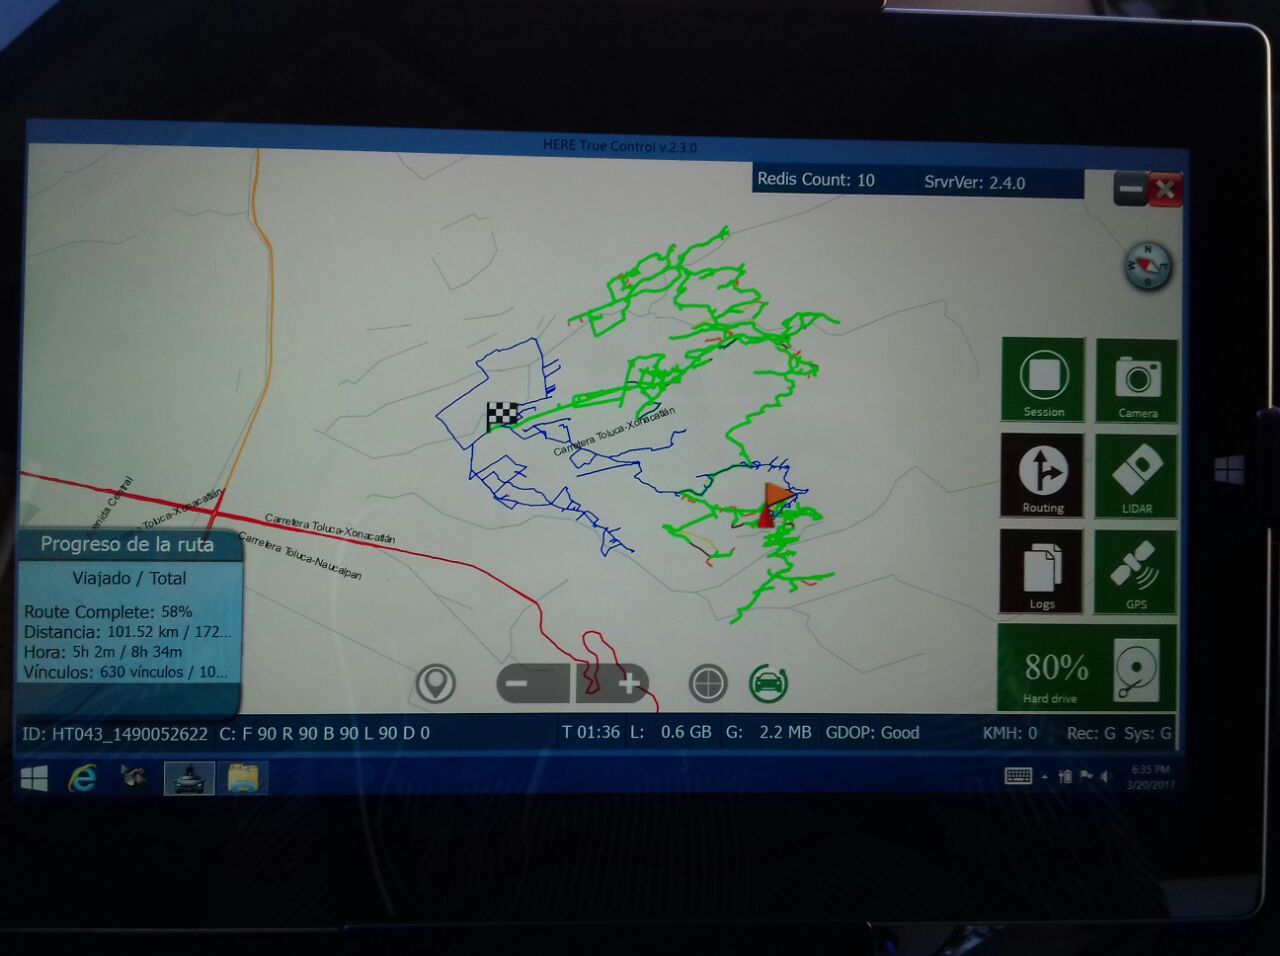 HERE True Control v.2.3.0
Redis Count: 10 SrvrVer: 2.4.0
N
E
S
Session
Camera
Routing
LIDAR
Logs
GPS
80%
Hard drive
Carretera Toluca-Xonacatlán
Avenida Central
Toluca-Xonacatlán
Carretera Toluca-Xonacatlán
Carretera Toluca-Naucalpan
Progreso de la ruta
Viajado / Total
Route Complete: 58%
Distancia: 101.52 km / 172...
Hora: 5h 2m / 8h 34m
Vínculos: 630 vínculos / 10...
ID: HT043_1490052622 C: F 90 R 90 B 90 L 90 D 0 T 01:36 L: 0.6 GB G: 2.2 MB GDOP: Good KMH: 0 Rec: G Sys: G
6:35 PM
3/20/2017